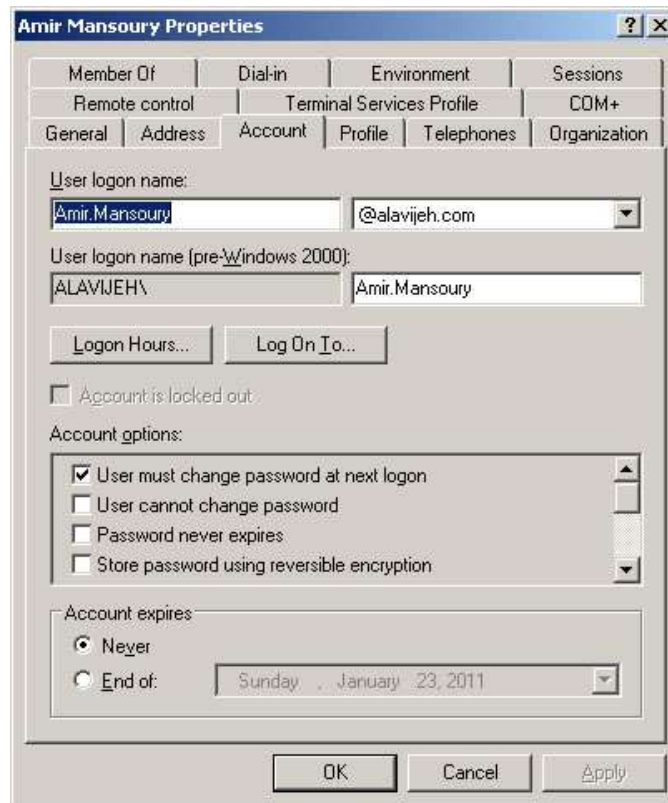 Amir Mansoury Properties
Member Of Dial-in Environment Sessions
Remote control Terminal Services Profile COM+
General Address Account Profile Telephones Organization
User logon name:
Amir.Mansoury @alavijeh.com
User logon name (pre-Windows 2000):
ALAVIJEH\ Amir.Mansoury
Logon Hours... Log On To...
Account is locked out
Account options:
User must change password at next logon
User cannot change password
Password never expires
Store password using reversible encryption
Account expires
Never
End of: Sunday , January 23, 2011
OK Cancel Apply